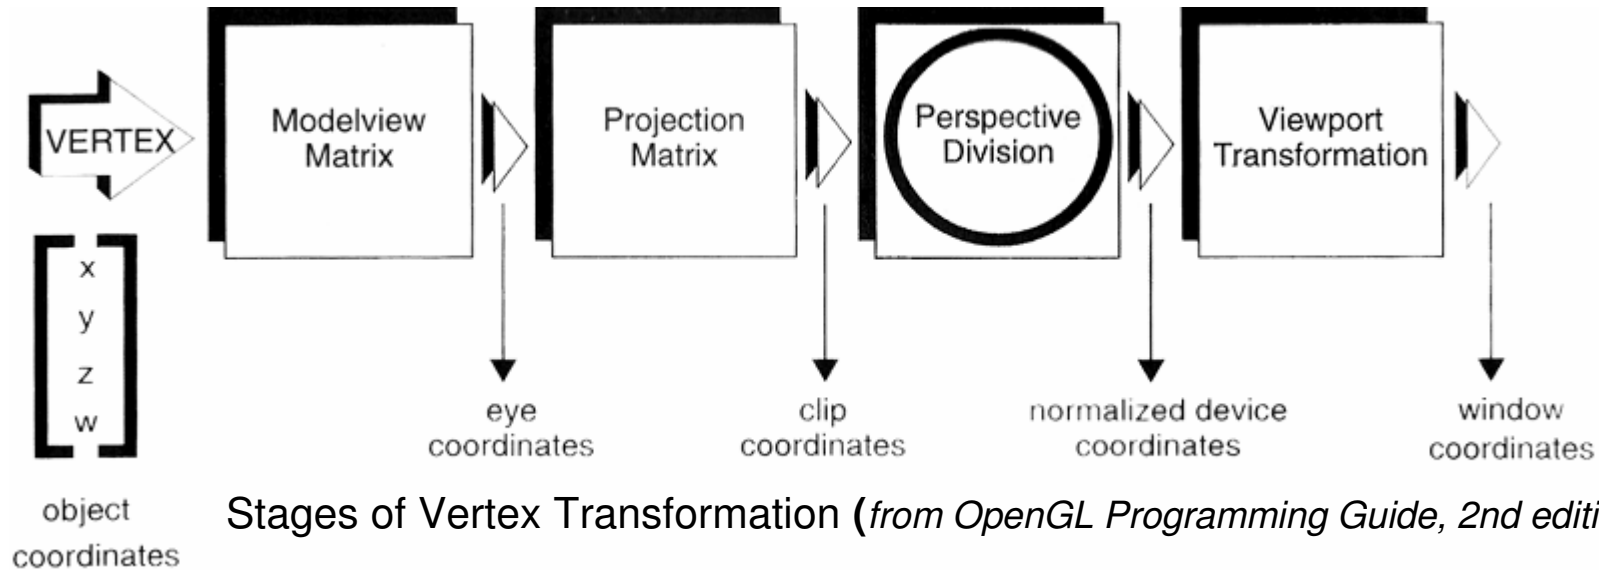 VERTEX
Modelview
Matrix
Projection
Matrix
Perspective
Division
Viewport
Transformation
x
y
z
w
object
coordinates
eye
coordinates
clip
coordinates
normalized device
coordinates
window
coordinates
Stages of Vertex Transformation (from OpenGL Programming Guide, 2nd editi